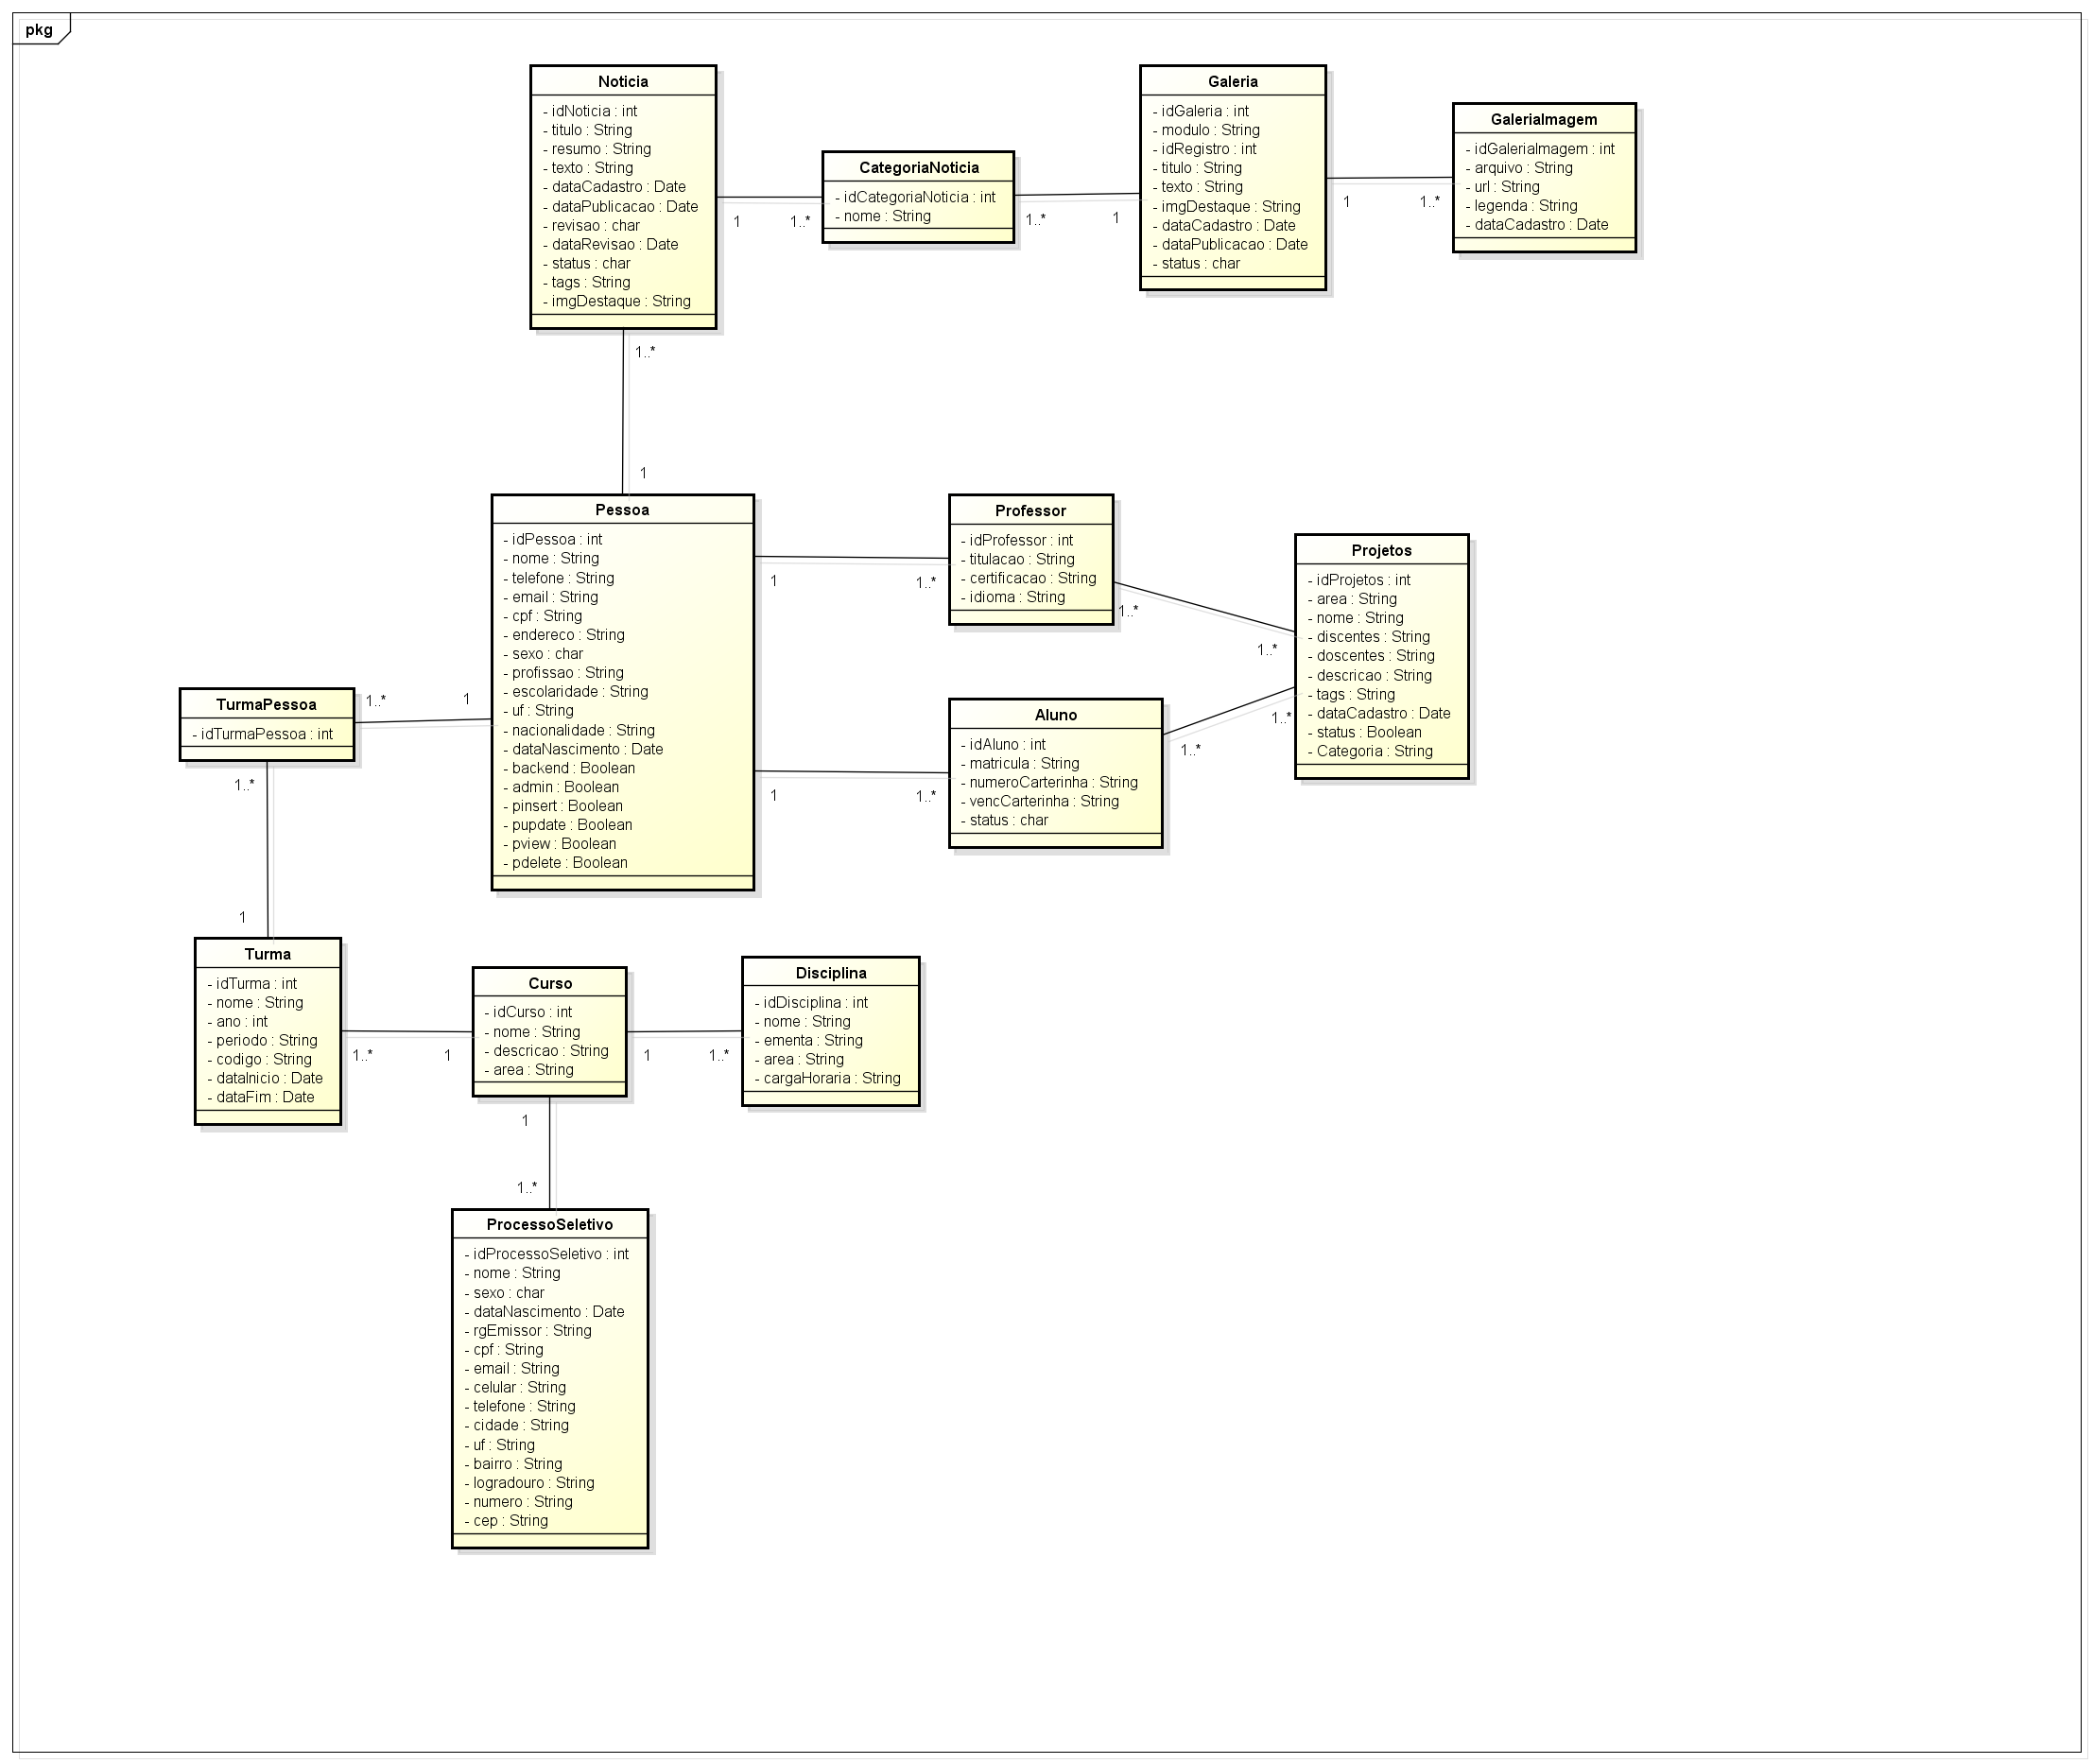 pkg
Noticia
- idNoticia : int
- titulo : String
- resumo : String
- texto : String
- dataCadastro : Date
- dataPublicacao : Date
- revisao : char
- dataRevisao : Date
- status : char
- tags : String
- imgDestaque : String
1
1..*
CategoriaNoticia
- idCategoriaNoticia : int
- nome : String
1..*
1
Galeria
- idGaleria : int
- modulo : String
- idRegistro : int
- titulo : String
- texto : String
- imgDestaque : String
- dataCadastro : Date
- dataPublicacao : Date
- status : char
1
1..*
GaleriaImagem
- idGaleriaImagem : int
- arquivo : String
- url : String
- legenda : String
- dataCadastro : Date
1..*
1
Pessoa
- idPessoa : int
- nome : String
- telefone : String
- email : String
- cpf : String
- endereco : String
- sexo : char
- profissao : String
- escolaridade : String
- uf : String
- nacionalidade : String
- dataNascimento : Date
- backend : Boolean
- admin : Boolean
- pinsert : Boolean
- pupdate : Boolean
- pview : Boolean
- pdelete : Boolean
1
1..*
Professor
- idProfessor : int
- titulacao : String
- certificacao : String
- idioma : String
1..*
1..*
Projetos
- idProjetos : int
- area : String
- nome : String
- discentes : String
- doscentes : String
- descricao : String
- tags : String
- dataCadastro : Date
- status : Boolean
- Categoria : String
1
1..*
Aluno
- idAluno : int
- matricula : String
- numeroCarterinha : String
- vencCarterinha : String
- status : char
1..*
1..*
1..*
1
TurmaPessoa
- idTurmaPessoa : int
1..*
1
Turma
- idTurma : int
- nome : String
- ano : int
- periodo : String
- codigo : String
- dataInicio : Date
- dataFim : Date
1..*
1
Curso
- idCurso : int
- nome : String
- descricao : String
- area : String
1
1..*
Disciplina
- idDisciplina : int
- nome : String
- ementa : String
- area : String
- cargaHoraria : String
1
1..*
ProcessoSeletivo
- idProcessoSeletivo : int
- nome : String
- sexo : char
- dataNascimento : Date
- rgEmissor : String
- cpf : String
- email : String
- celular : String
- telefone : String
- cidade : String
- uf : String
- bairro : String
- logradouro : String
- numero : String
- cep : String